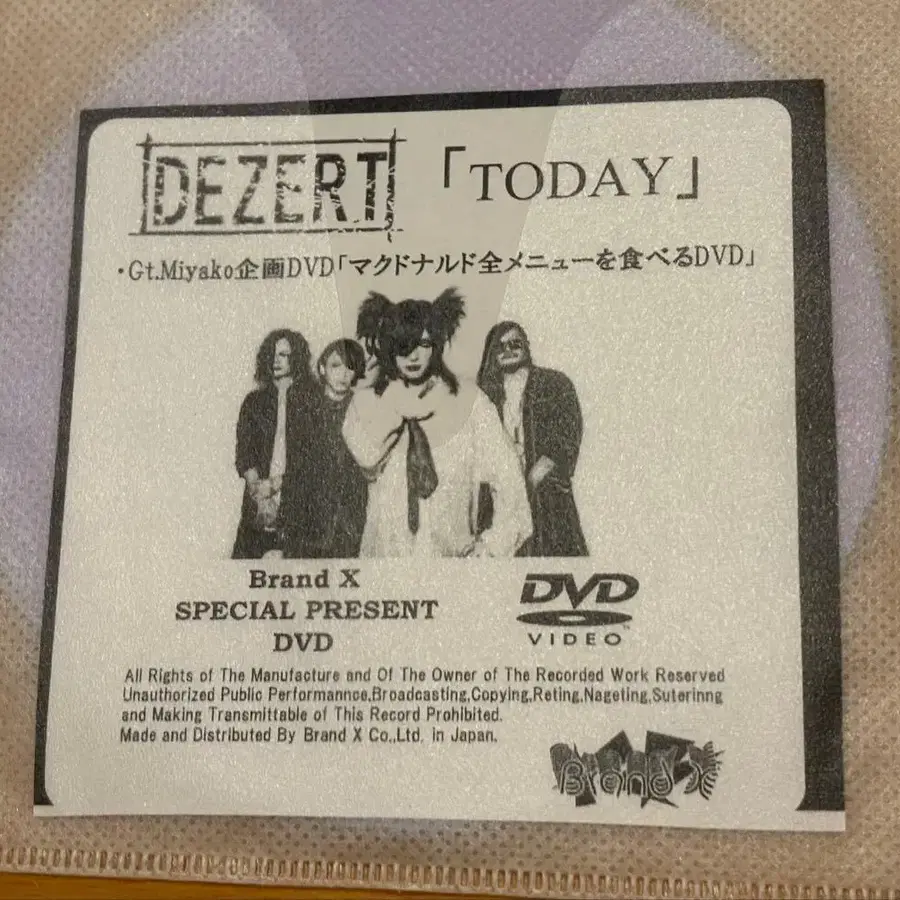 DEZERT 「TODAY」
・Gt.Miyako企画DVD「マクドナルド全メニューを食べるDVD」
Brand X
SPECIAL PRESENT
DVD
DVD
VIDEO
All Rights of The Manufacture and Of The Owner of The Recorded Work Reserved
Unauthorized Public Performannce,Broadcasting,Copying,Reting,Nageting,Suterinng
and Making Transmittable of This Record Prohibited.
Made and Distributed By Brand X Co.,Ltd. in Japan.
Brand X